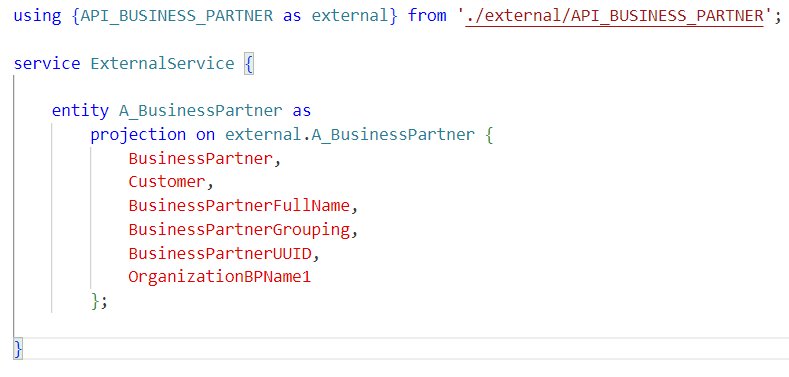 using {API_BUSINESS_PARTNER as external} from './external/API_BUSINESS_PARTNER';
service ExternalService {
entity A_BusinessPartner as
projection on external.A_BusinessPartner {
BusinessPartner,
Customer,
BusinessPartnerFullName,
BusinessPartnerGrouping,
BusinessPartnerUUID,
OrganizationBPName1
};
}